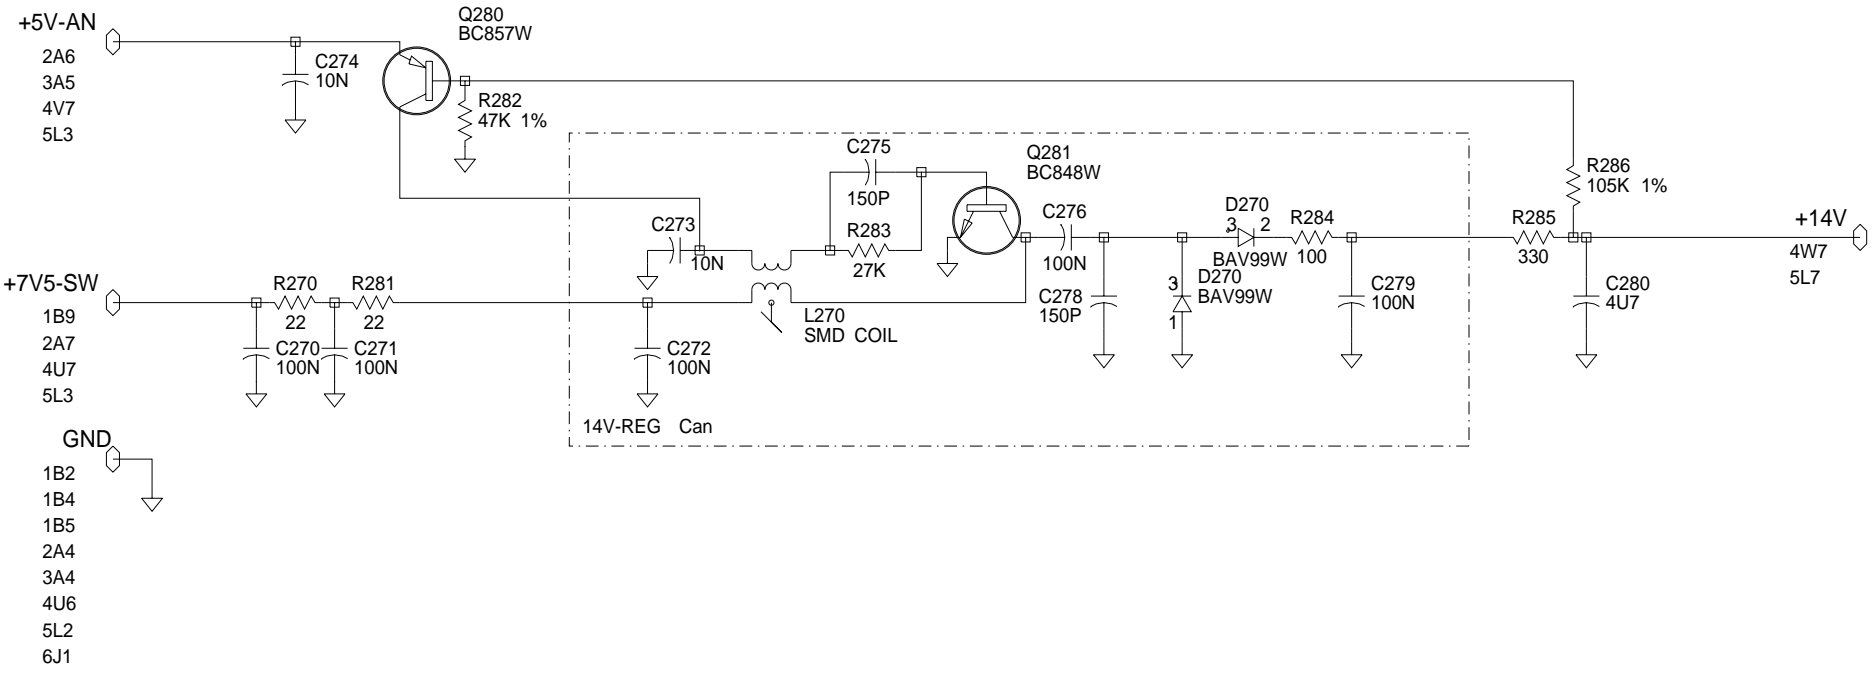 +5V-AN
2A6
3A5
4V7
5L3
Q280
BC857W
C274
10N
R282
47K 1%
C275
150P
Q281
BC848W
R286
105K 1%
C273
10N
R283
27K
C276
100N
D270
3 2
BAV99W
R284
100
R285
330
+14V
4W7
5L7
+7V5-SW
1B9
2A7
4U7
5L3
R270
22
R281
22
C270
100N
C271
100N
C272
100N
L270
SMD COIL
C278
150P
3
D270
BAV99W
1
C279
100N
C280
4U7
14V-REG Can
GND
1B2
1B4
1B5
2A4
3A4
4U6
5L2
6J1